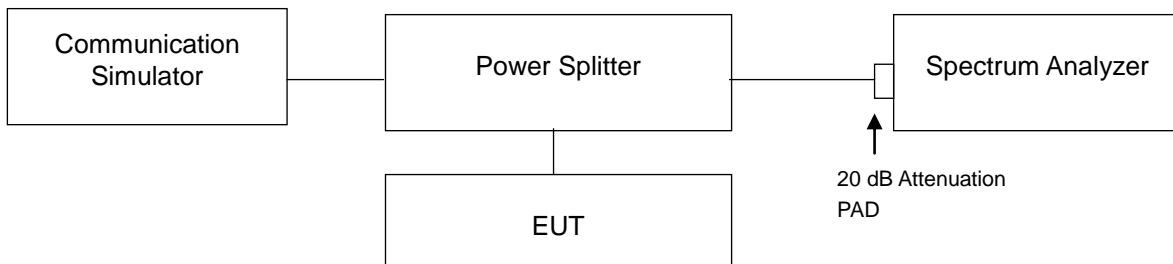 Communication
Simulator
Power Splitter
Spectrum Analyzer
20 dB Attenuation
PAD
EUT